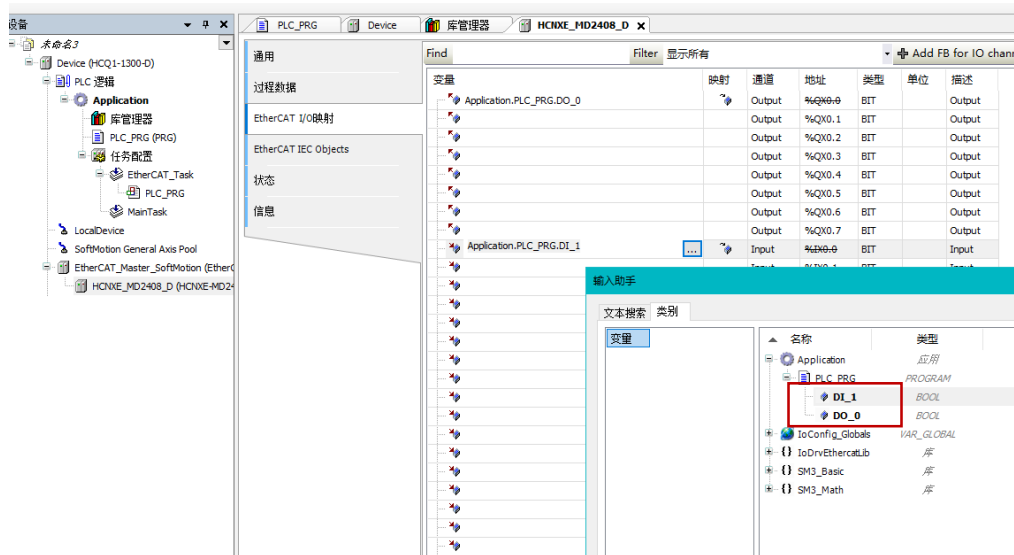 设备
PLC_PRG
Device
库管理器
HCNXE_MD2408_D
未命名3
Device (HCQ1-1300-D)
PLC 逻辑
Application
库管理器
PLC_PRG (PRG)
任务配置
EtherCAT_Task
PLC_PRG
MainTask
LocalDevice
SoftMotion General Axis Pool
EtherCAT_Master_SoftMotion (Ether
HCNXE_MD2408_D (HCNXE-MD24
通用
过程数据
EtherCAT I/O映射
EtherCAT IEC Objects
状态
信息
Find Filter 显示所有 Add FB for IO chann
变量 映射 通道 地址 类型 单位 描述
Application.PLC_PRG.DO_0 Output %QX0.0 BIT Output
Output %QX0.1 BIT Output
Output %QX0.2 BIT Output
Output %QX0.3 BIT Output
Output %QX0.4 BIT Output
Output %QX0.5 BIT Output
Output %QX0.6 BIT Output
Output %QX0.7 BIT Output
Application.PLC_PRG.DI_1 ... Input %IX0.0 BIT Input
Input %IX0.1 BIT Input
输入助手
文本搜索 类别
变量
名称 类型
Application 应用
PLC_PRG PROGRAM
DI_1 BOOL
DO_0 BOOL
IoConfig_Globals VAR_GLOBAL
IoDrvEthercatLib 库
SM3_Basic 库
SM3_Math 库